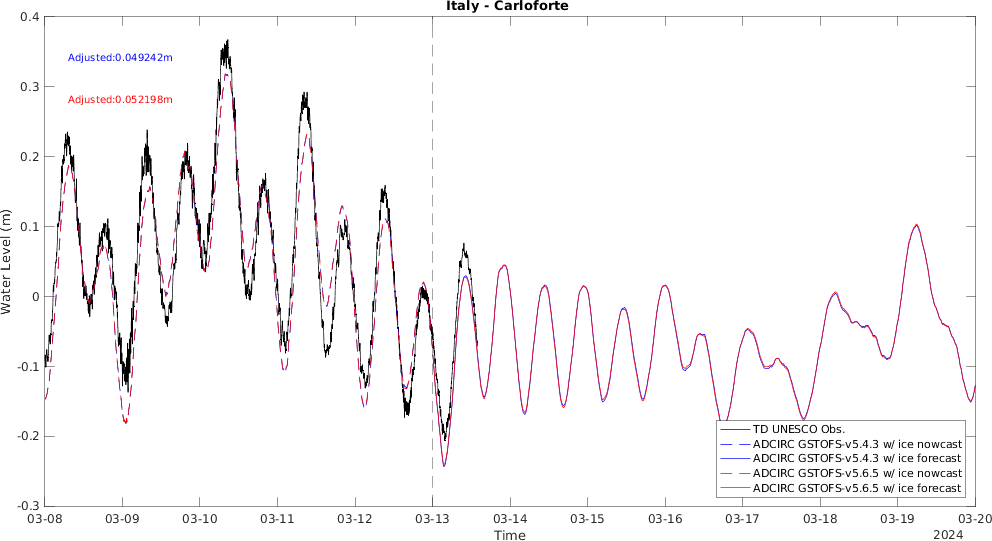 Italy - Carloforte
0.4
0.3
0.2
0.1
0
-0.1
-0.2
-0.3
Water Level (m)
Adjusted:0.049242m
Adjusted:0.052198m
TD UNESCO Obs.
ADCIRC GSTOFS-v5.4.3 w/ ice nowcast
ADCIRC GSTOFS-v5.4.3 w/ ice forecast
ADCIRC GSTOFS-v5.6.5 w/ ice nowcast
ADCIRC GSTOFS-v5.6.5 w/ ice forecast
03-08 03-09 03-10 03-11 03-12 03-13 03-14 03-15 03-16 03-17 03-18 03-19 03-20
Time
2024